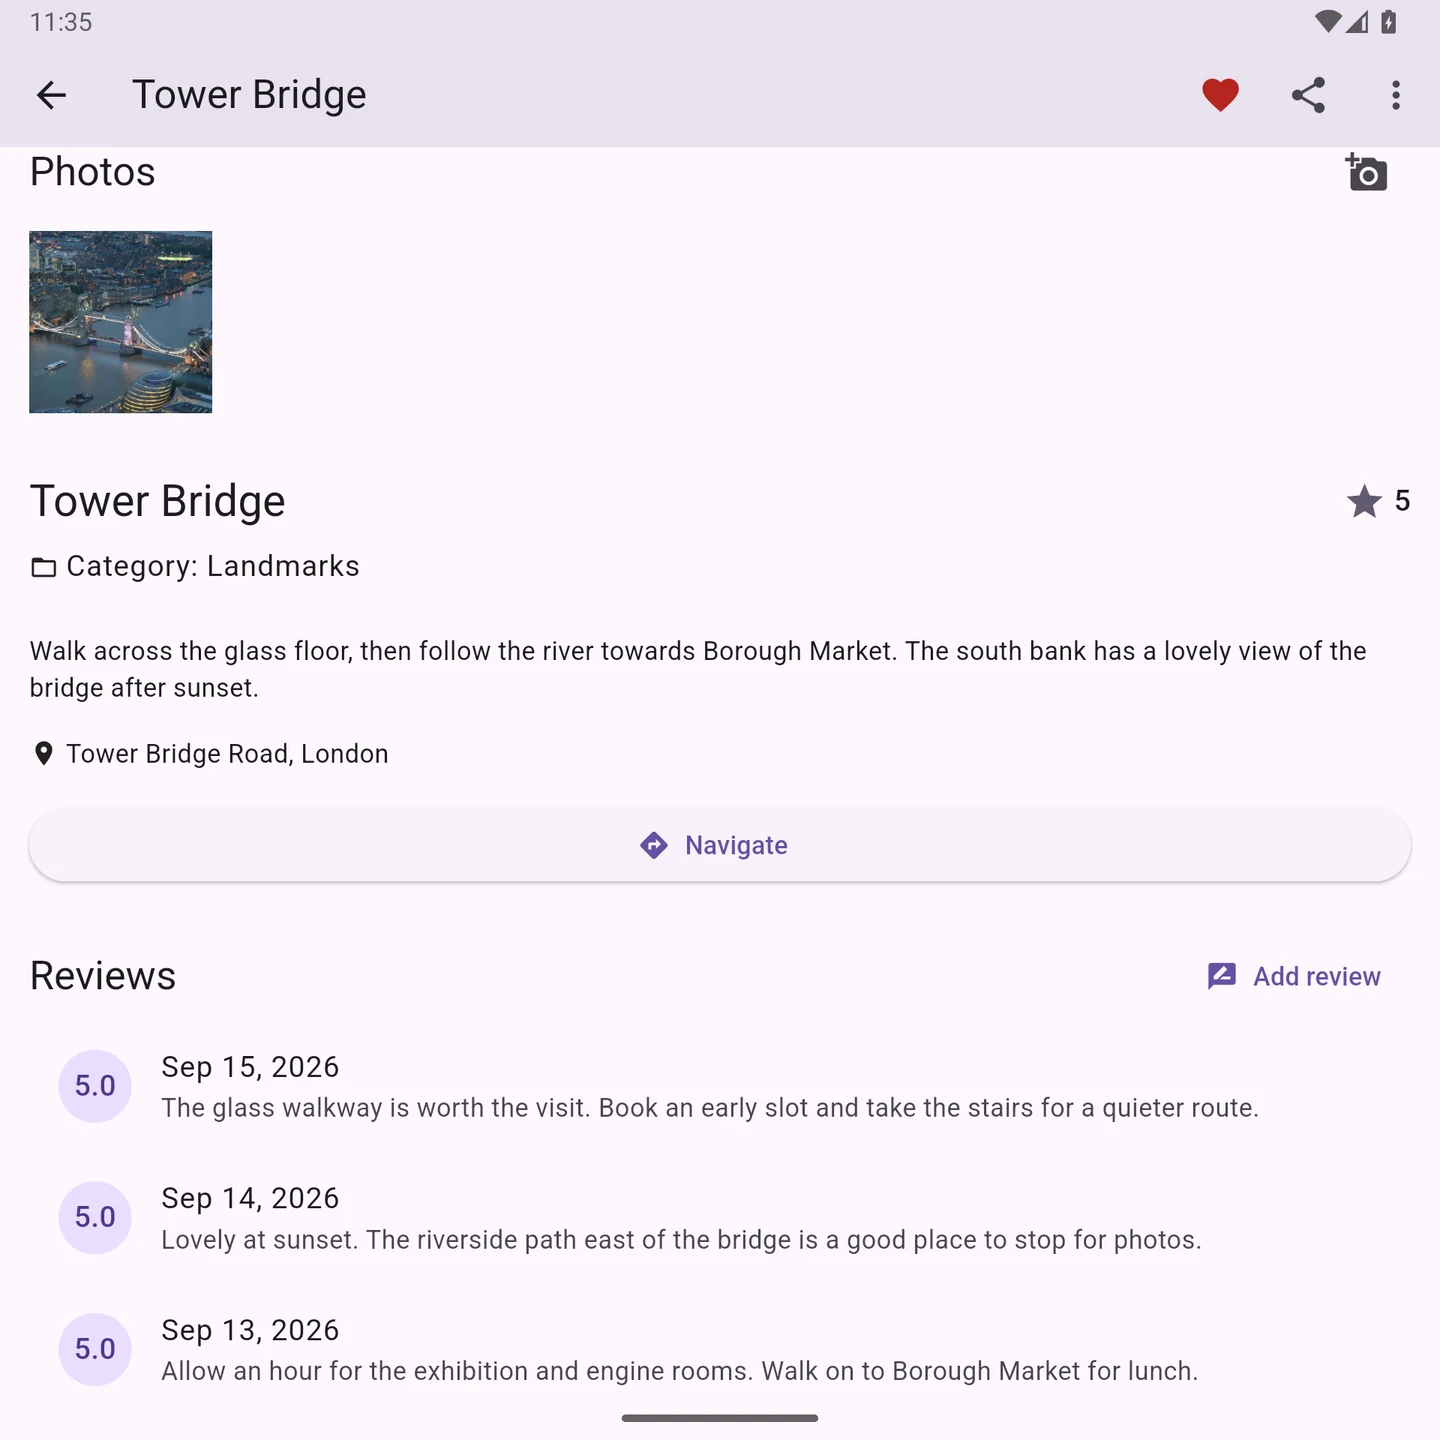 11:35
Tower Bridge
Photos
Tower Bridge
5
Category: Landmarks
Walk across the glass floor, then follow the river towards Borough Market. The south bank has a lovely view of the
bridge after sunset.
Tower Bridge Road, London
Navigate
Reviews
Add review
5.0
Sep 15, 2026
The glass walkway is worth the visit. Book an early slot and take the stairs for a quieter route.
5.0
Sep 14, 2026
Lovely at sunset. The riverside path east of the bridge is a good place to stop for photos.
5.0
Sep 13, 2026
Allow an hour for the exhibition and engine rooms. Walk on to Borough Market for lunch.